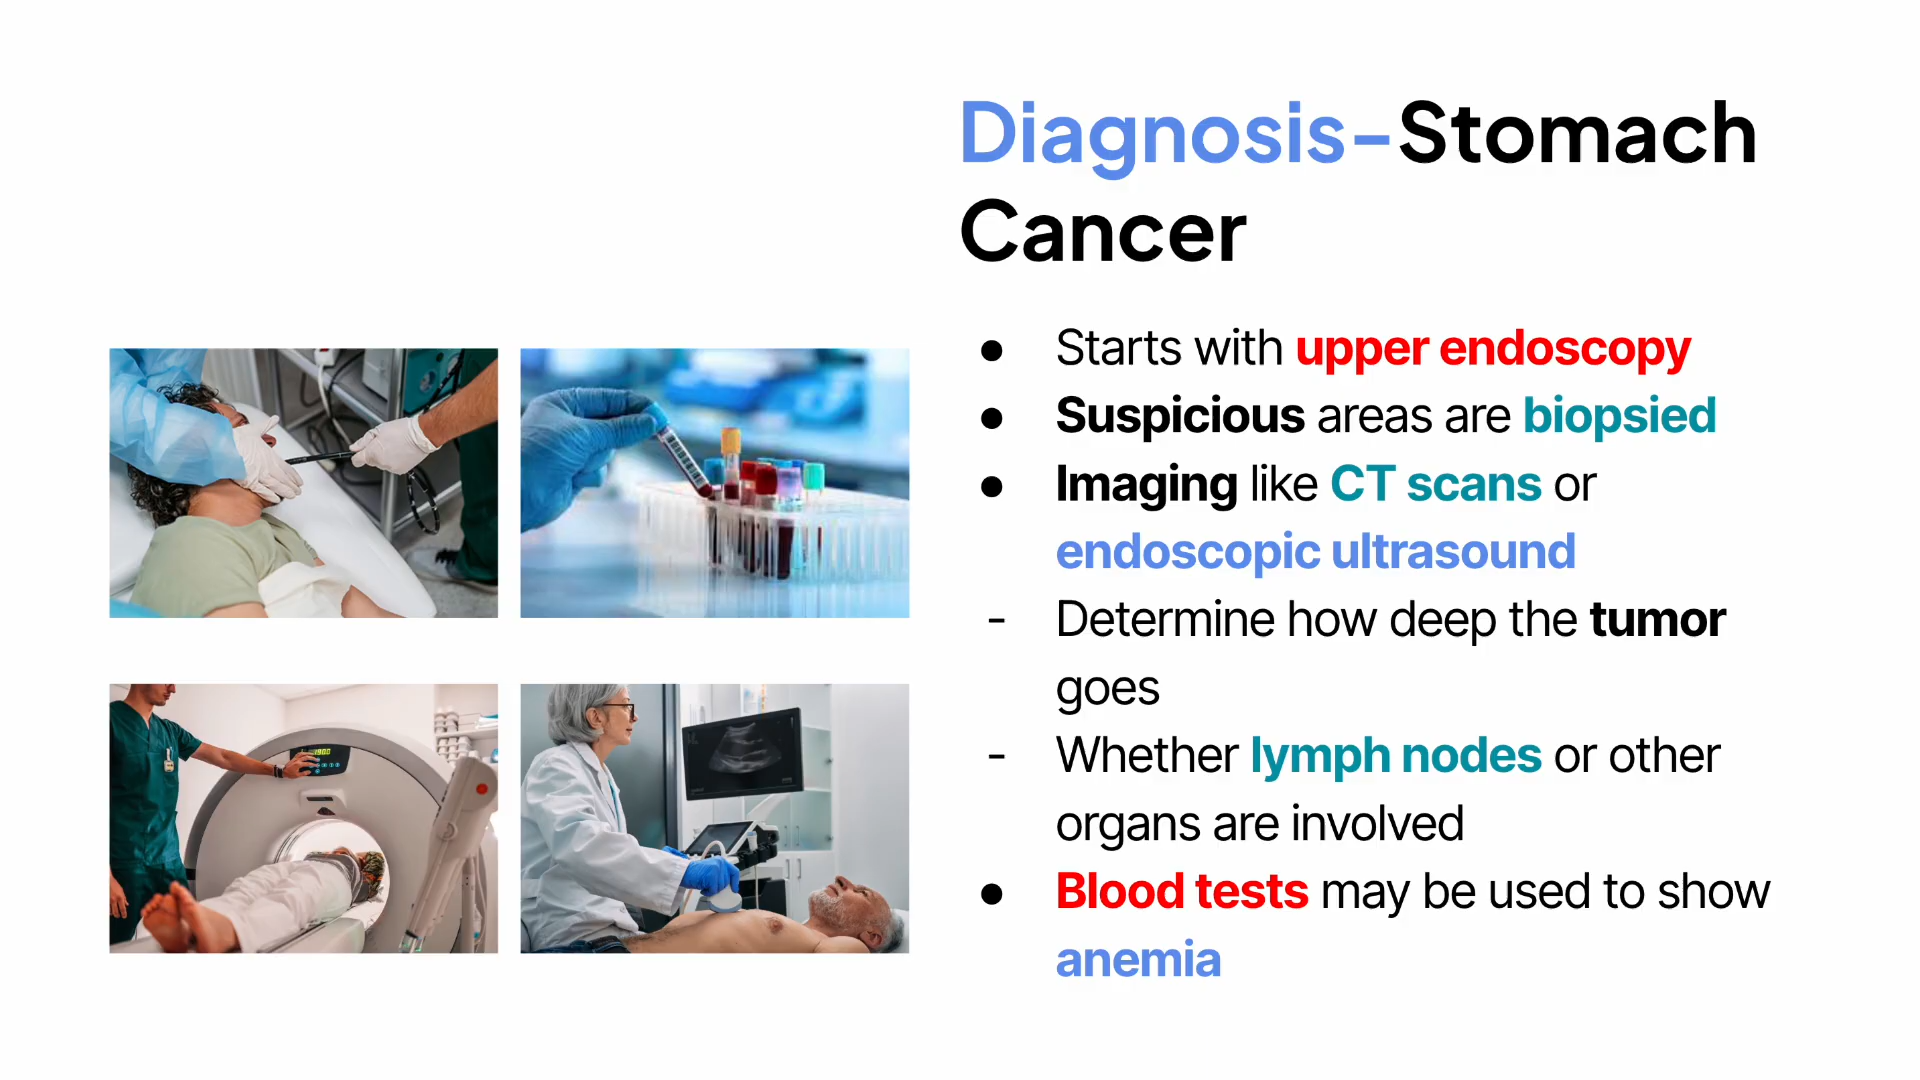 Diagnosis-Stomach
Cancer
● Starts with upper endoscopy
● Suspicious areas are biopsied
● Imaging like CT scans or
endoscopic ultrasound
- Determine how deep the tumor
goes
- Whether lymph nodes or other
organs are involved
● Blood tests may be used to show
anemia